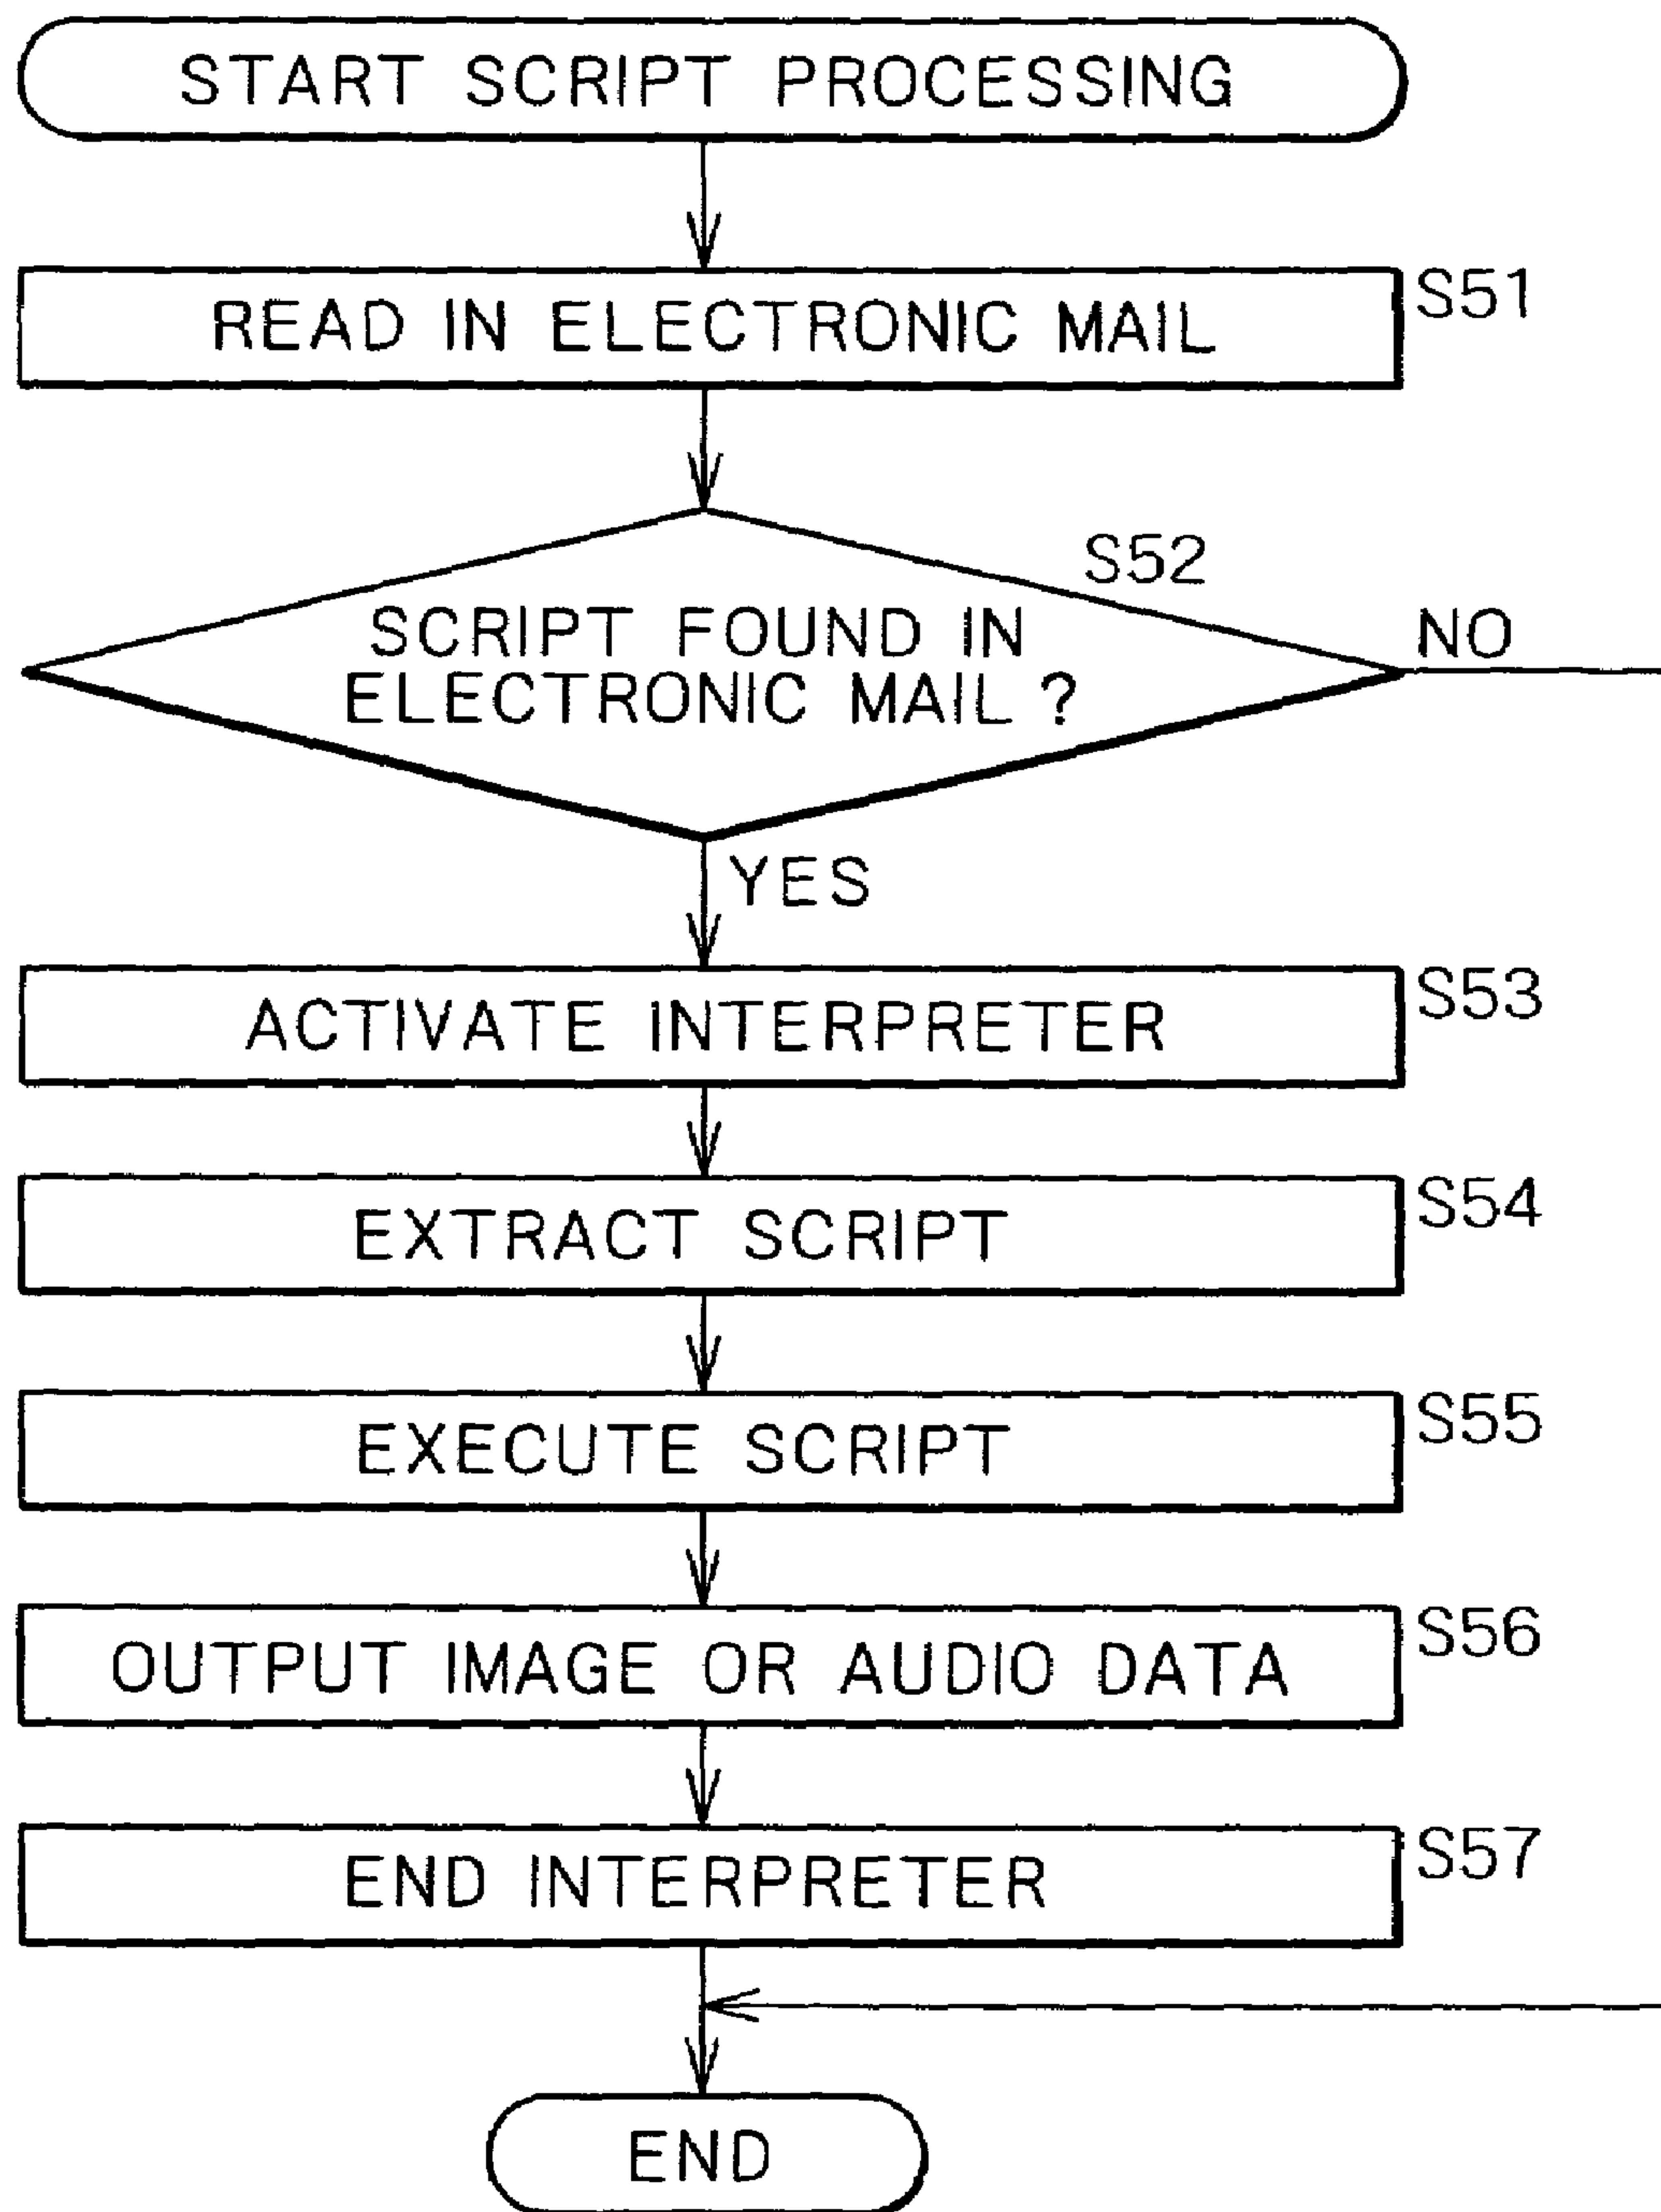 START SCRIPT PROCESSING
READ IN ELECTRONIC MAIL
S51
S52
SCRIPT FOUND IN
ELECTRONIC MAIL ?
NO
YES
ACTIVATE INTERPRETER
S53
EXTRACT SCRIPT
S54
EXECUTE SCRIPT
S55
OUTPUT IMAGE OR AUDIO DATA
S56
END INTERPRETER
S57
END